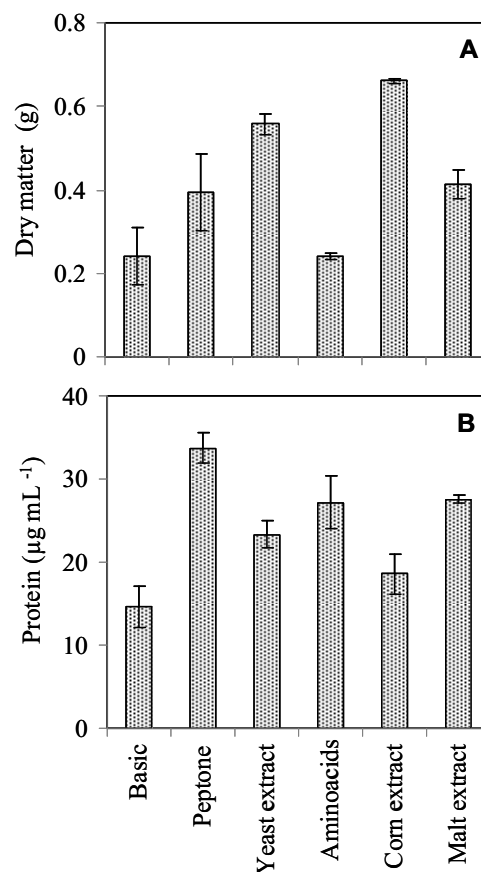 A
0.8
0.6
0.4
0.2
0
Dry matter (g)
B
40
30
20
10
0
Protein (µg mL -1)
Basic
Peptone
Yeast extract
Aminoacids
Corn extract
Malt extract